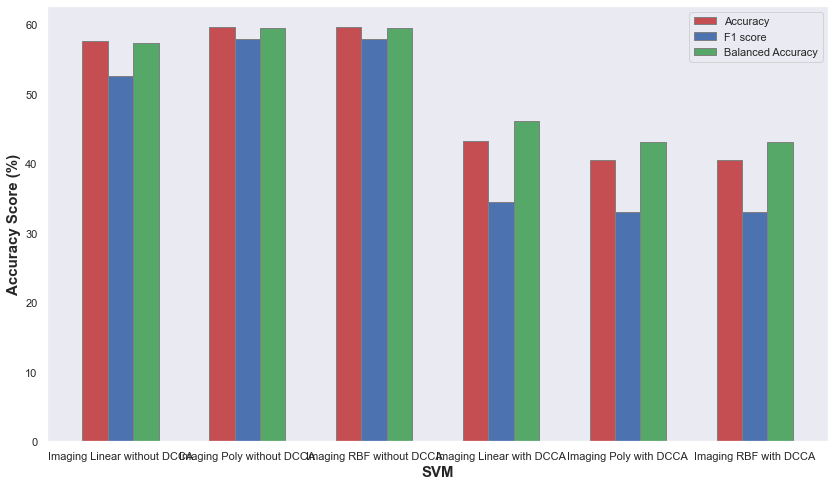 Accuracy
F1 score
Balanced Accuracy
60
50
40
30
20
10
0
Accuracy Score (%)
Imaging Linear without DCCA Imaging Poly without DCCA Imaging RBF without DCCA Imaging Linear with DCCA Imaging Poly with DCCA Imaging RBF with DCCA
SVM